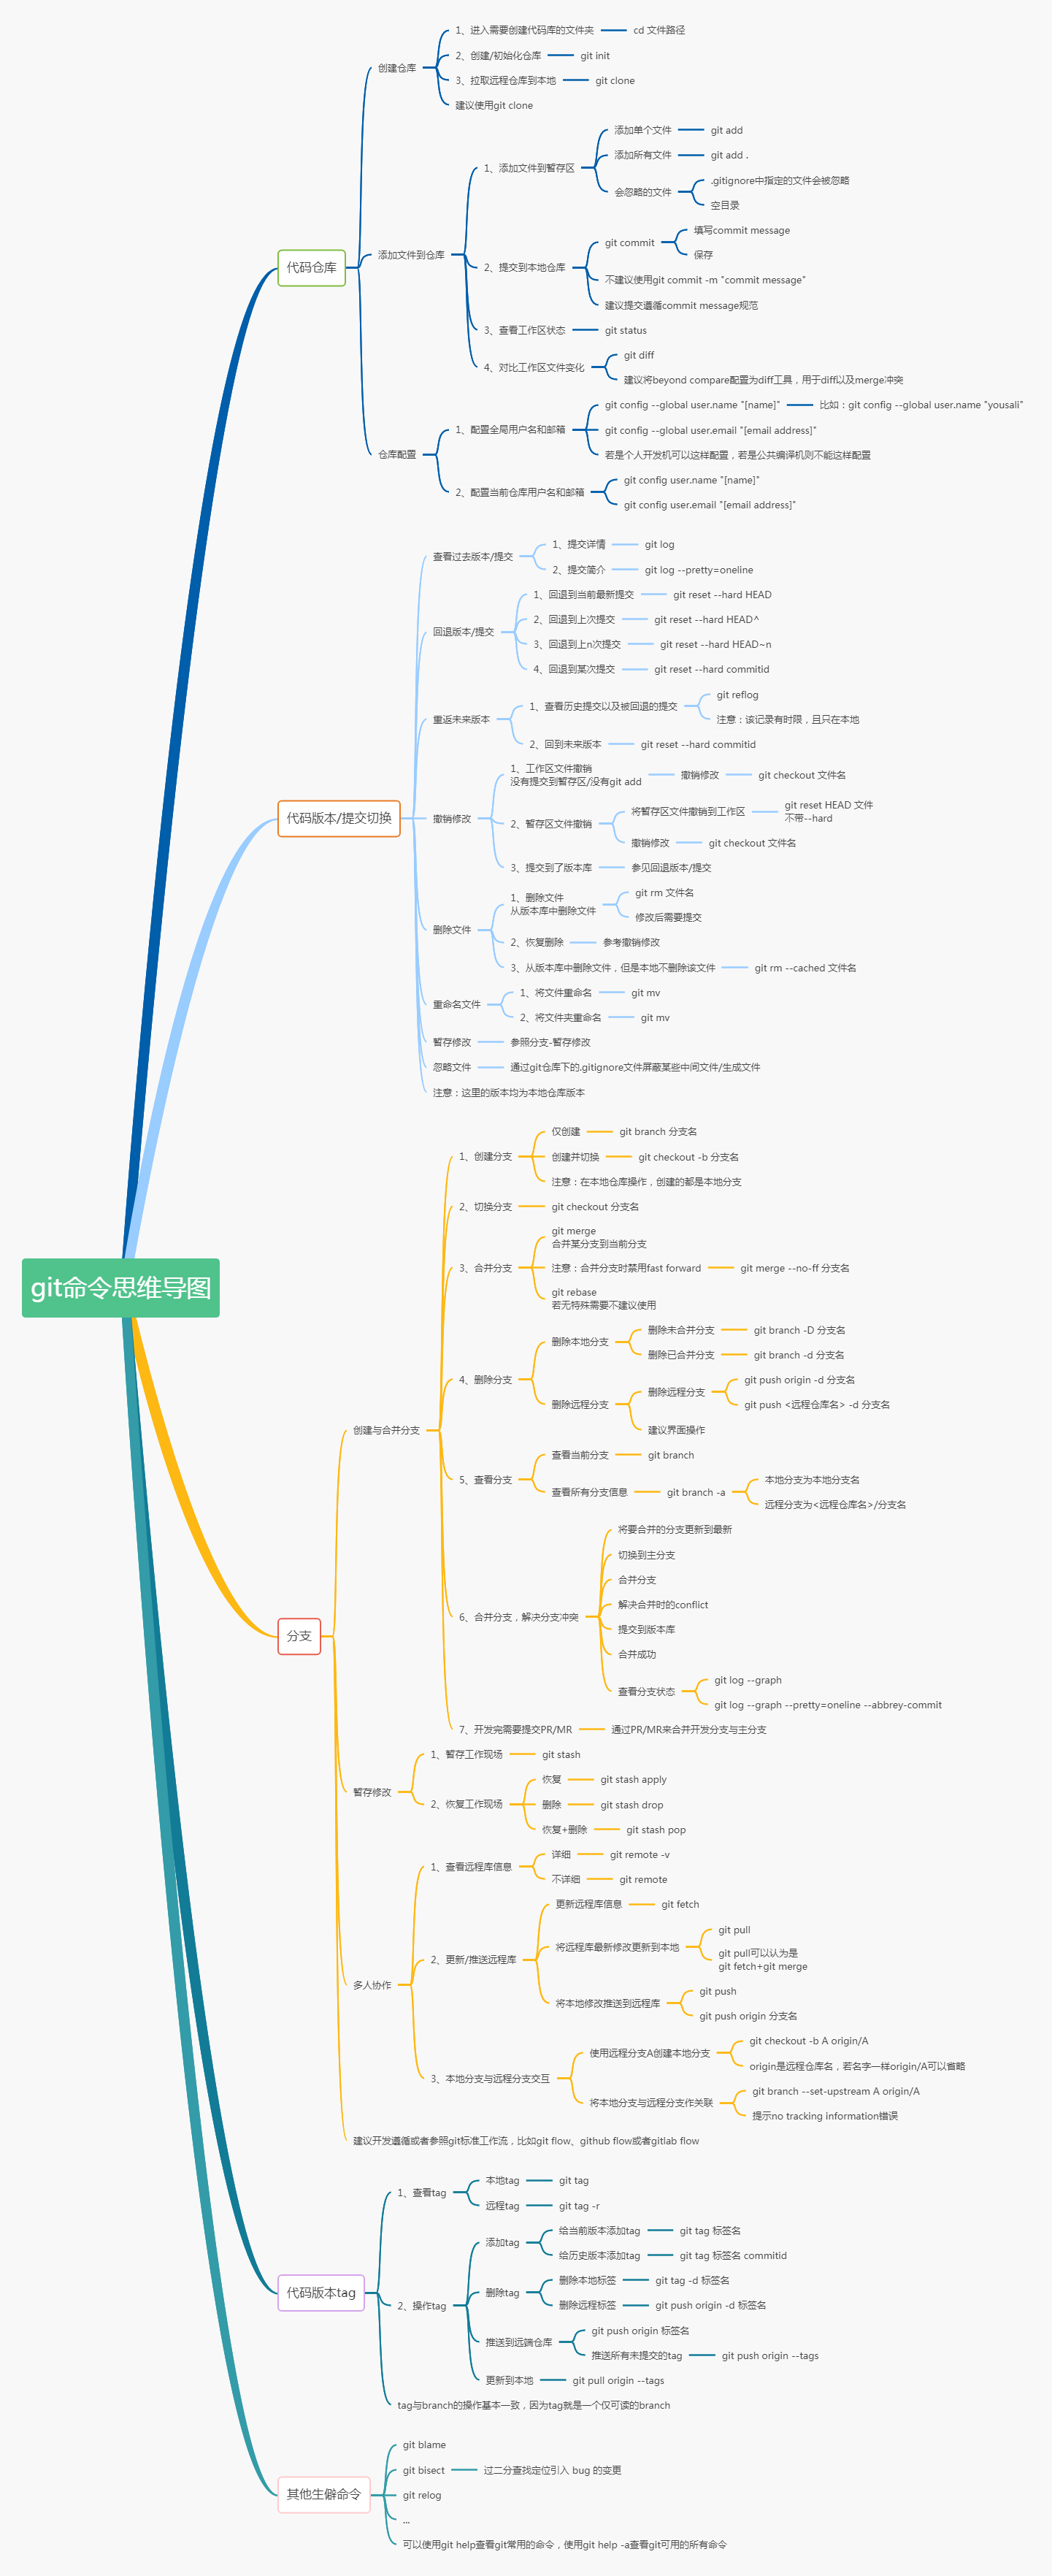 git命令思维导图
代码仓库
创建仓库
1、进入需要创建代码库的文件夹
cd 文件路径
2、创建/初始化仓库
git init
3、拉取远程仓库到本地
git clone
建议使用git clone
添加文件到仓库
1、添加文件到暂存区
添加单个文件
git add
添加所有文件
git add .
会忽略的文件
.gitignore中指定的文件会被忽略
空目录
2、提交到本地仓库
git commit
填写commit message
保存
不建议使用git commit -m "commit message"
建议提交遵循commit message规范
3、查看工作区状态
git status
4、对比工作区文件变化
git diff
建议将beyond compare配置为diff工具，用于diff以及merge冲突
仓库配置
1、配置全局用户名和邮箱
git config --global user.name "[name]"
比如：git config --global user.name "yousali"
git config --global user.email "[email address]"
若是个人开发机可以这样配置，若是公共编译机则不能这样配置
2、配置当前仓库用户名和邮箱
git config user.name "[name]"
git config user.email "[email address]"
代码版本/提交切换
查看过去版本/提交
1、提交详情
git log
2、提交简介
git log --pretty=oneline
回退版本/提交
1、回退到当前最新提交
git reset --hard HEAD
2、回退到上次提交
git reset --hard HEAD^
3、回退到上n次提交
git reset --hard HEAD~n
4、回退到某次提交
git reset --hard commitid
重返未来版本
1、查看历史提交以及被回退的提交
git reflog
注意：该记录有时限，且只在本地
2、回到未来版本
git reset --hard commitid
撤销修改
1、工作区文件撤销
没有提交到暂存区/没有git add
撤销修改
git checkout 文件名
2、暂存区文件撤销
将暂存区文件撤销到工作区
git reset HEAD 文件
不带--hard
撤销修改
git checkout 文件名
3、提交到了版本库
参见回退版本/提交
删除文件
1、删除文件
从版本库中删除文件
git rm 文件名
修改后需要提交
2、恢复删除
参考撤销修改
3、从版本库中删除文件，但是本地不删除该文件
git rm --cached 文件名
重命名文件
1、将文件重命名
git mv
2、将文件夹重命名
git mv
暂存修改
参照分支-暂存修改
忽略文件
通过git仓库下的.gitignore文件屏蔽某些中间文件/生成文件
注意：这里的版本均为本地仓库版本
分支
创建与合并分支
1、创建分支
仅创建
git branch 分支名
创建并切换
git checkout -b 分支名
注意：在本地仓库操作，创建的都是本地分支
2、切换分支
git checkout 分支名
3、合并分支
git merge
合并某分支到当前分支
注意：合并分支时禁用fast forward
git merge --no-ff 分支名
git rebase
若无特殊需要不建议使用
4、删除分支
删除本地分支
删除未合并分支
git branch -D 分支名
删除已合并分支
git branch -d 分支名
删除远程分支
删除远程分支
git push origin -d 分支名
git push <远程仓库名> -d 分支名
建议界面操作
5、查看分支
查看当前分支
git branch
查看所有分支信息
git branch -a
本地分支为本地分支名
远程分支为<远程仓库名>/分支名
6、合并分支，解决分支冲突
将要合并的分支更新到最新
切换到主分支
合并分支
解决合并时的conflict
提交到版本库
合并成功
查看分支状态
git log --graph
git log --graph --pretty=oneline --abbrey-commit
7、开发完需要提交PR/MR
通过PR/MR来合并开发分支与主分支
暂存修改
1、暂存工作现场
git stash
2、恢复工作现场
恢复
git stash apply
删除
git stash drop
恢复+删除
git stash pop
多人协作
1、查看远程库信息
详细
git remote -v
不详细
git remote
2、更新/推送远程库
更新远程库信息
git fetch
将远程库最新修改更新到本地
git pull
git pull可以认为是
git fetch+git merge
将本地修改推送到远程库
git push
git push origin 分支名
3、本地分支与远程分支交互
使用远程分支A创建本地分支
git checkout -b A origin/A
origin是远程仓库名，若名字一样origin/A可以省略
将本地分支与远程分支作关联
git branch --set-upstream A origin/A
提示no tracking information错误
建议开发遵循或者参照git标准工作流，比如git flow、github flow或者gitlab flow
代码版本tag
1、查看tag
本地tag
git tag
远程tag
git tag -r
2、操作tag
添加tag
给当前版本添加tag
git tag 标签名
给历史版本添加tag
git tag 标签名 commitid
删除tag
删除本地标签
git tag -d 标签名
删除远程标签
git push origin -d 标签名
推送到远端仓库
git push origin 标签名
推送所有未提交的tag
git push origin --tags
更新到本地
git pull origin --tags
tag与branch的操作基本一致，因为tag就是一个仅可读的branch
其他生僻命令
git blame
git bisect
过二分查找定位引入 bug 的变更
git relog
...
可以使用git help查看git常用的命令，使用git help -a查看git可用的所有命令